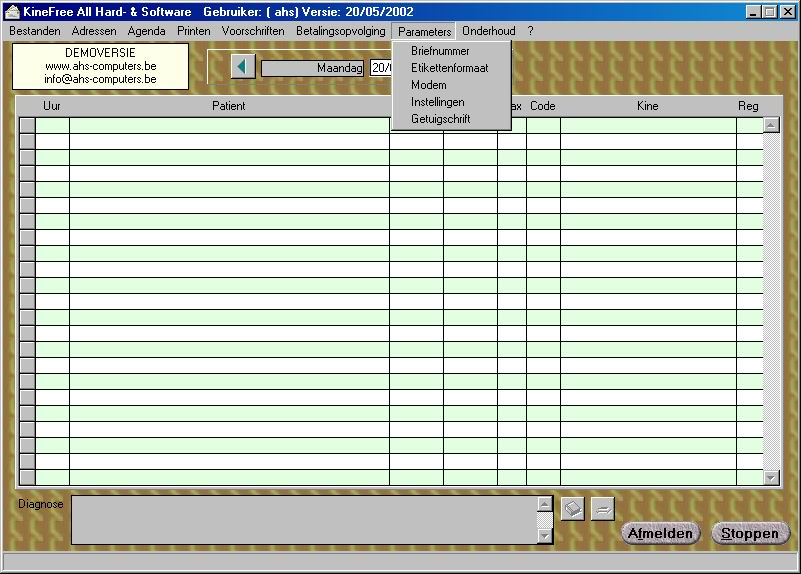 KineFree All Hard- & Software Gebruiker: ( ahs) Versie: 20/05/2002
Bestanden Adressen Agenda Printen Voorschriften Betalingsopvolging Parameters Onderhoud ?
DEMOVERSIE
www.ahs-computers.be
info@ahs-computers.be
Maandag 20/
Briefnummer
Etikettenformaat
Modem
Instellingen
Getuigschrift
Uur Patient ax Code Kine Reg
Diagnose
Afmelden Stoppen